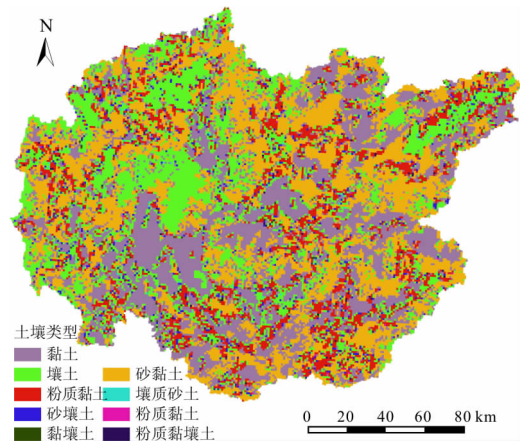 N
土壤类型
黏土
壤土 砂黏土
粉质黏土 壤质砂土
砂壤土 粉质黏土
黏壤土 粉质黏壤土
0 20 40 60 80 km